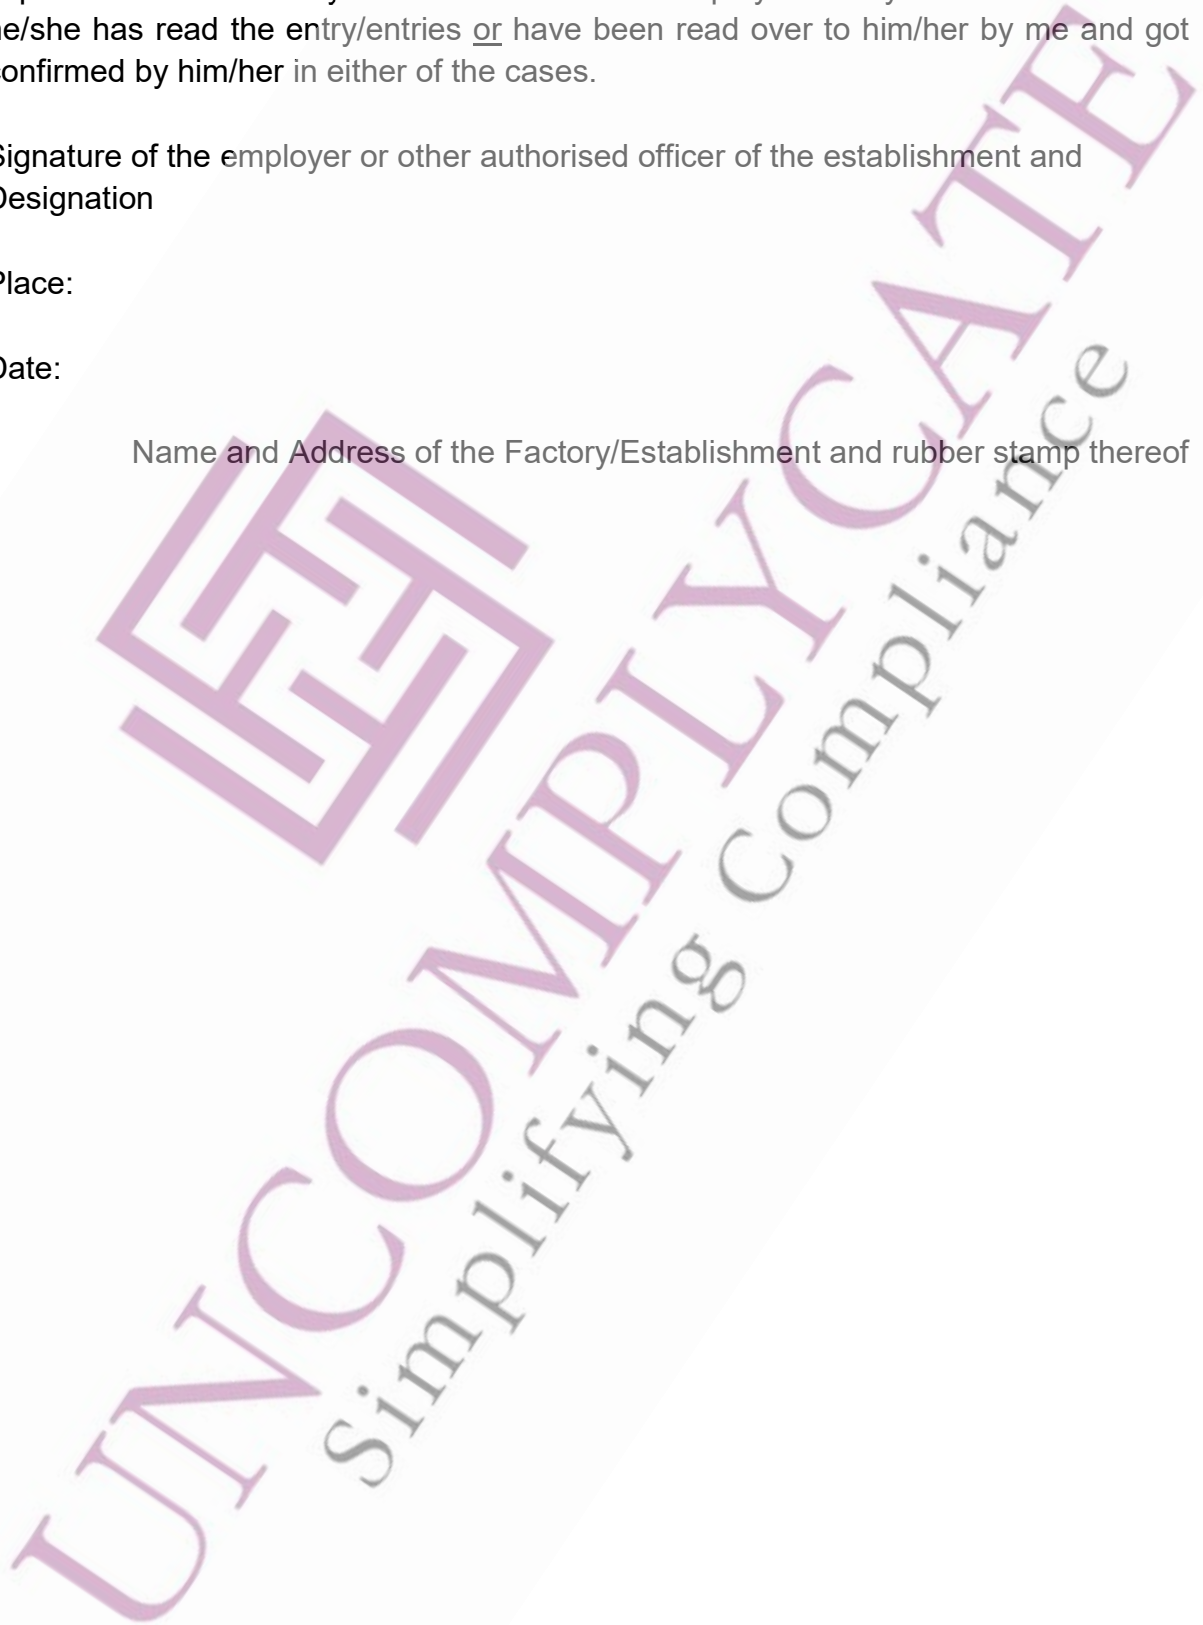 he/she has read the entry/entries or have been read over to him/her by me and got
confirmed by him/her in either of the cases.
Signature of the employer or other authorised officer of the establishment and
Designation
Place:
Date:
Name and Address of the Factory/Establishment and rubber stamp thereof
UNCOMPLYCATE
Simplifying Compliance